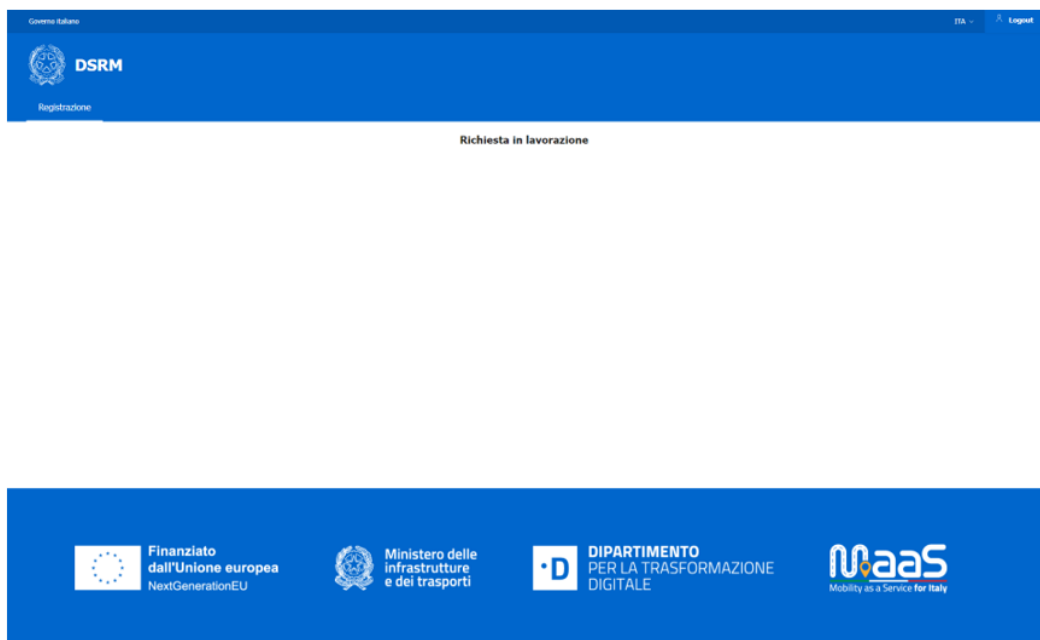 Governo Italiano
ITA
Logout
DSRM
Registrazione
Richiesta in lavorazione
Finanziato
dall'Unione europea
NextGenerationEU
Ministero delle
infrastrutture
e dei trasporti
·D
DIPARTIMENTO
PER LA TRASFORMAZIONE
DIGITALE
MaaS
Mobility as a Service for Italy